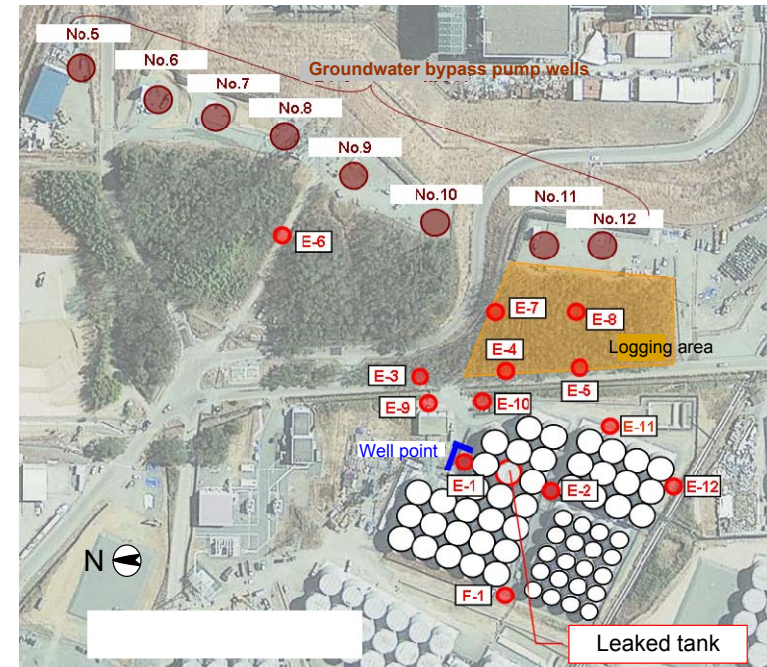 No.5
No.6
No.7
Groundwater bypass pump wells
No.8
No.9
No.10
No.11
No.12
E-6
E-7
E-8
Logging area
E-4
E-3
E-5
E-9
E-10
E-11
Well point
E-1
E-2
E-12
N
F-1
Leaked tank